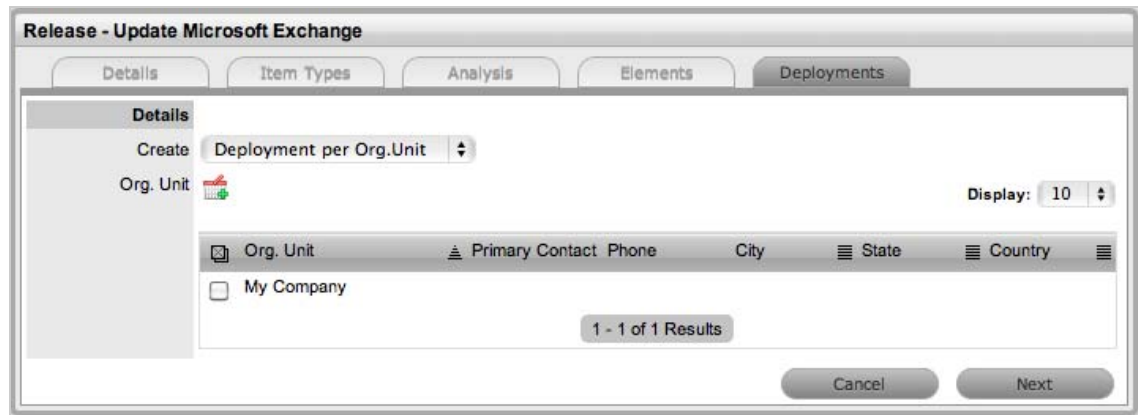 Release - Update Microsoft Exchange
Details Item Types Analysis Elements Deployments
Details
Create Deployment per Org.Unit
Org. Unit
Display: 10
Org. Unit Primary Contact Phone City State Country
My Company
1 - 1 of 1 Results
Cancel Next